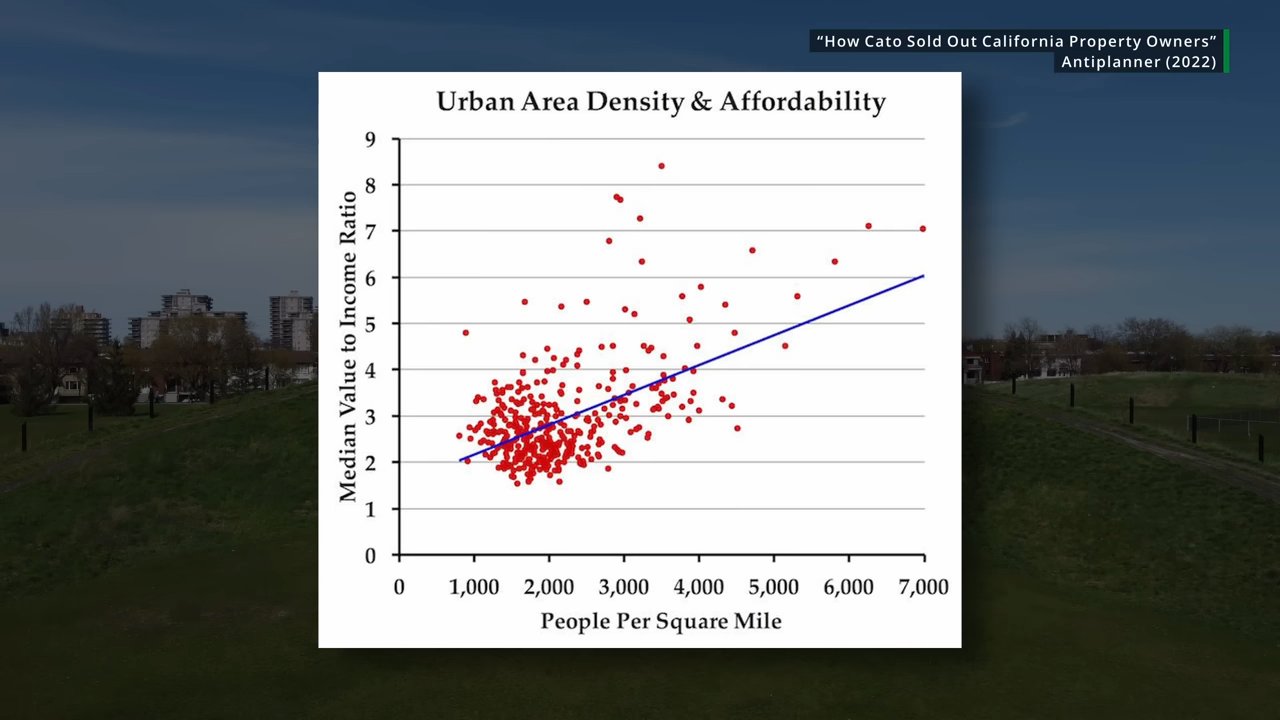 “How Cato Sold Out California Property Owners”
Antiplanner (2022)
Urban Area Density & Affordability
9
8
7
6
5
4
3
2
1
0
Median Value to Income Ratio
0 1,000 2,000 3,000 4,000 5,000 6,000 7,000
People Per Square Mile